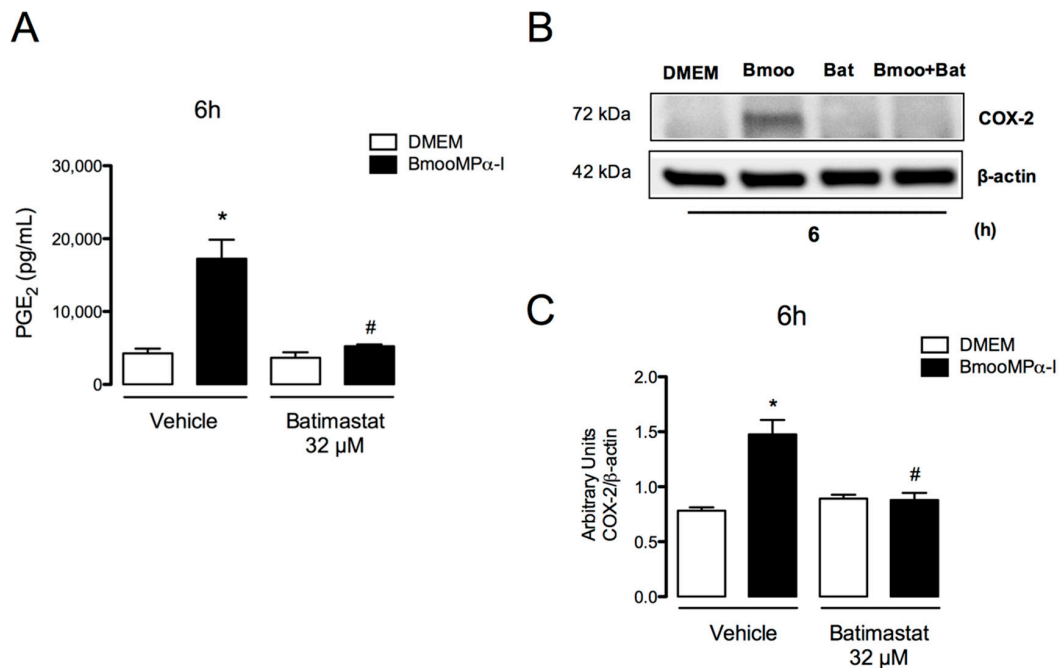 A
6h
DMEM
BmooMPα-I
30,000
20,000
10,000
0
PGE2 (pg/mL)
*
#
Vehicle
Batimastat
32 µM
B
DMEM Bmoo Bat Bmoo+Bat
72 kDa
COX-2
42 kDa
β-actin
6
(h)
C
6h
DMEM
BmooMPα-I
2.0
1.5
1.0
0.5
0.0
Arbitrary Units
COX-2/β-actin
*
#
Vehicle
Batimastat
32 µM